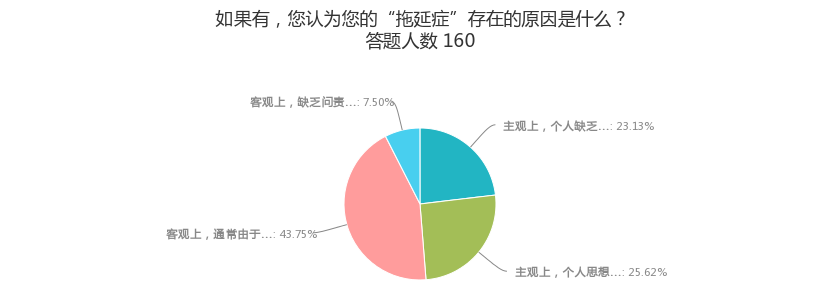 如果有，您认为您的“拖延症”存在的原因是什么？
答题人数 160
客观上，缺乏问责...: 7.50%
主观上，个人缺乏...: 23.13%
客观上，通常由于...: 43.75%
主观上，个人思想...: 25.62%